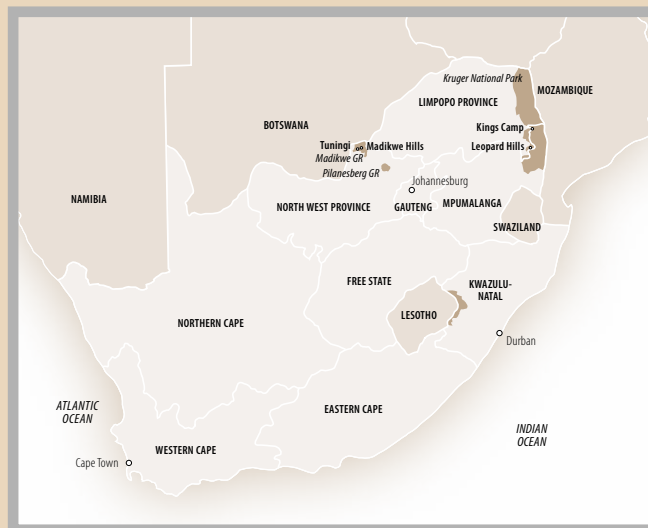 Kruger National Park
MOZAMBIQUE
LIMPOPO PROVINCE
BOTSWANA
Kings Camp
Tuningi
Madikwe Hills
Leopard Hills
Madikwe GR
Pilanesberg GR
Johannesburg
NAMIBIA
NORTH WEST PROVINCE
GAUTENG
MPUMALANGA
SWAZILAND
FREE STATE
KWAZULU-
NATAL
LESOTHO
NORTHERN CAPE
Durban
ATLANTIC
OCEAN
EASTERN CAPE
INDIAN
OCEAN
WESTERN CAPE
Cape Town